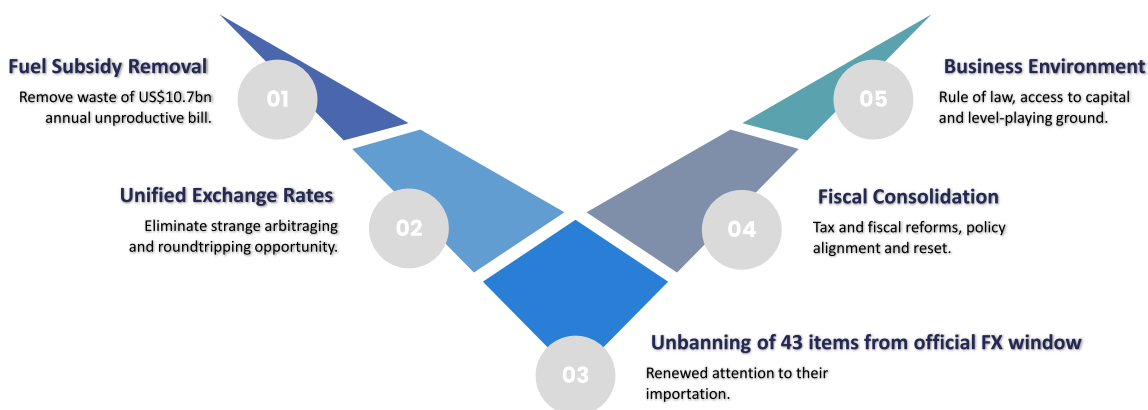 Fuel Subsidy Removal
01
Remove waste of US$10.7bn
annual unproductive bill.
Unified Exchange Rates
02
Eliminate strange arbitraging
and roundtripping opportunity.
Unbanning of 43 items from official FX window
03
Renewed attention to their
importation.
Fiscal Consolidation
04
Tax and fiscal reforms, policy
alignment and reset.
Business Environment
05
Rule of law, access to capital
and level-playing ground.